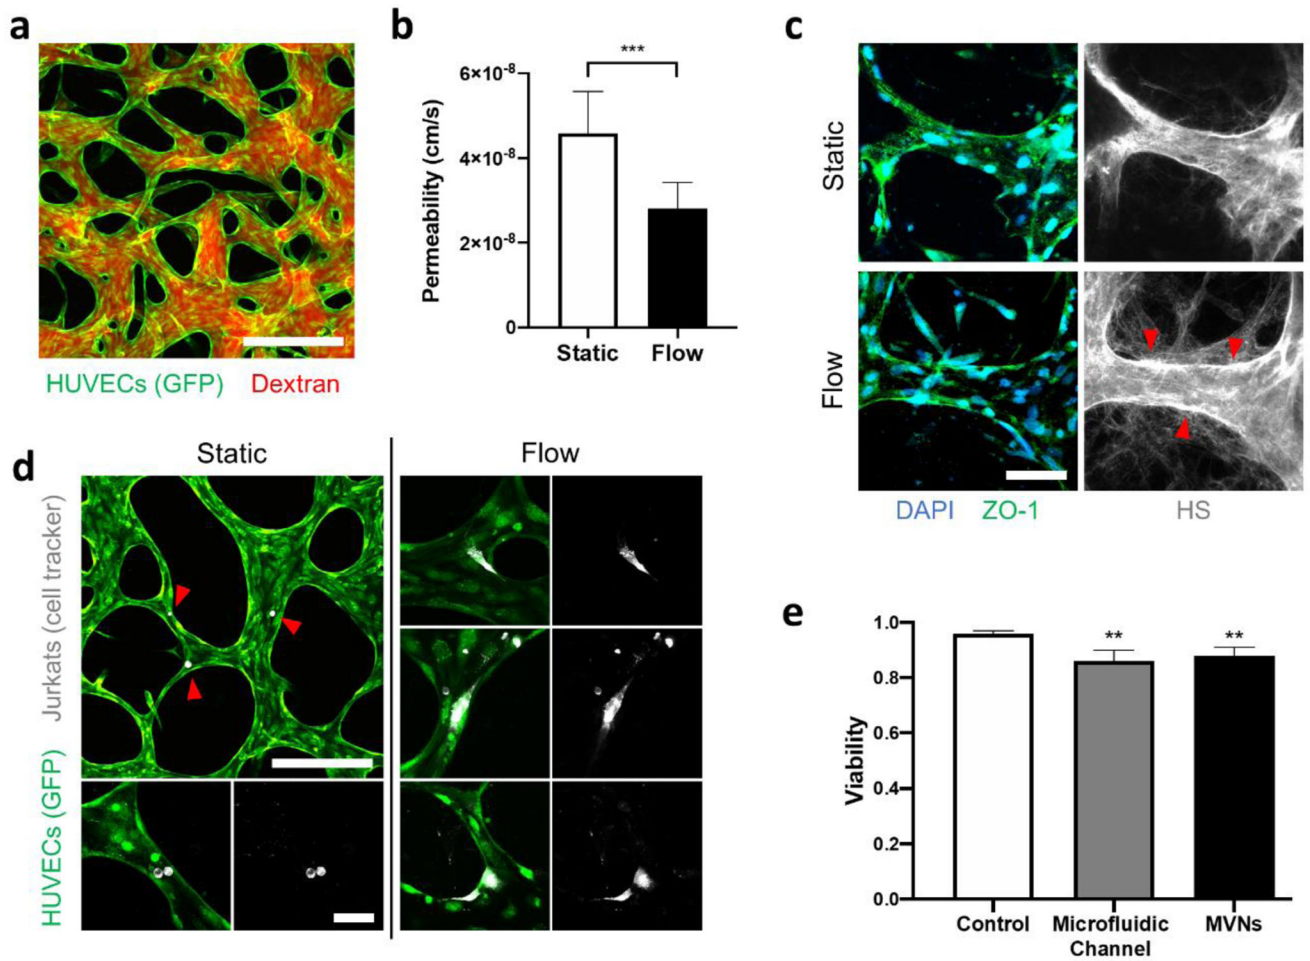 a
HUVECs (GFP) Dextran
b
***
Permeability (cm/s)
6×10-8
4×10-8
2×10-8
0
Static Flow
c
Static
Flow
DAPI ZO-1 HS
d
Static Flow
Jurkats (cell tracker)
HUVECs (GFP)
e
Viability
1.0
0.8
0.6
0.4
0.2
0.0
** **
Control Microfluidic Channel MVNs